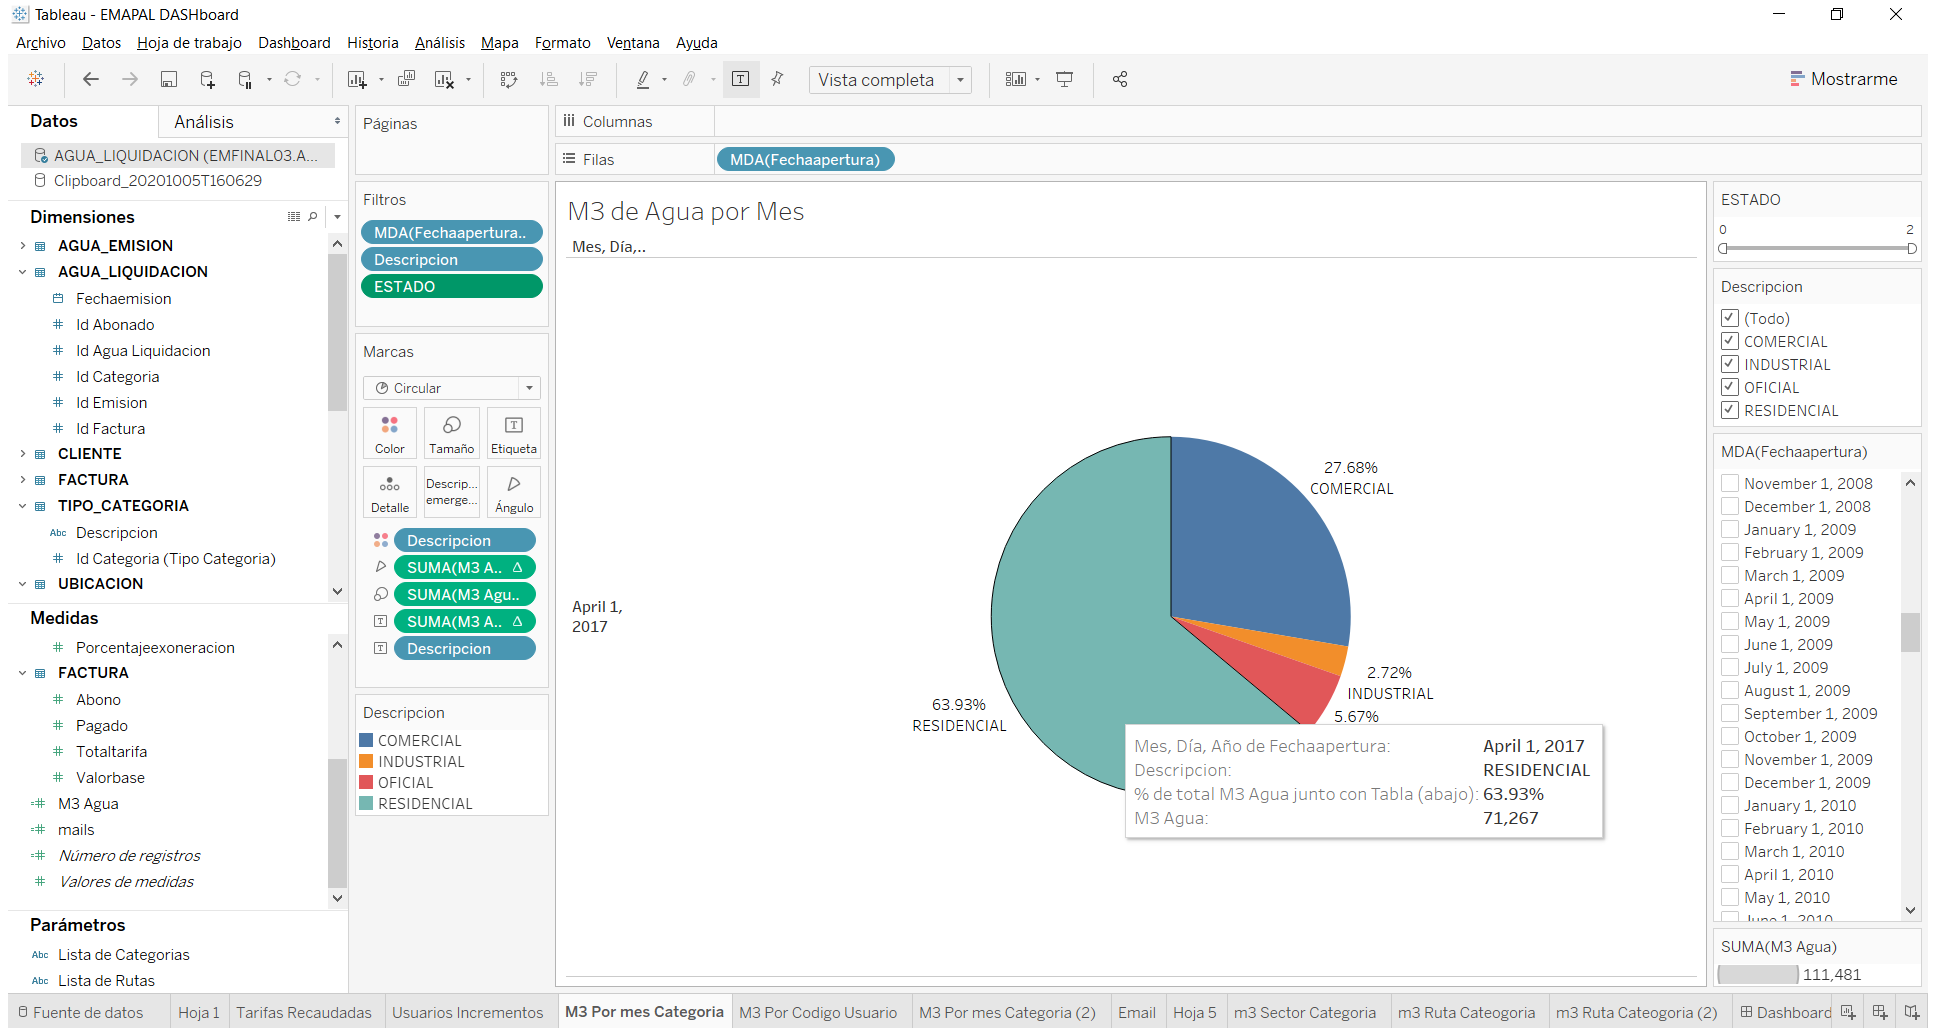 Tableau - EMAPAL DASHboard
Archivo Datos Hoja de trabajo Dashboard Historia Análisis Mapa Formato Ventana Ayuda
Vista completa
Mostrarme
Datos
Análisis
AGUA_LIQUIDACION (EMFINAL03.A...
Clipboard_20201005T160629
Dimensiones
AGUA_EMISION
AGUA_LIQUIDACION
Fechaemision
# Id Abonado
# Id Agua Liquidacion
# Id Categoria
# Id Emision
# Id Factura
CLIENTE
FACTURA
TIPO_CATEGORIA
Abc Descripcion
# Id Categoria (Tipo Categoria)
UBICACION
Medidas
# Porcentajeexoneracion
FACTURA
# Abono
# Pagado
# Totaltarifa
# Valorbase
=# M3 Agua
=# mails
=# Número de registros
# Valores de medidas
Parámetros
Abc Lista de Categorias
Abc Lista de Rutas
Páginas
Filtros
MDA(Fechaapertura..
Descripcion
ESTADO
Marcas
Circular
Color
Tamaño
T
Etiqueta
Detalle
Descrip...
emerge...
Ángulo
Descripcion
SUMA(M3 A.. Δ
SUMA(M3 Agu..
T SUMA(M3 A.. Δ
T Descripcion
Descripcion
COMERCIAL
INDUSTRIAL
OFICIAL
RESIDENCIAL
Columnas
Filas
MDA(Fechaapertura)
M3 de Agua por Mes
Mes, Día,..
April 1,
2017
27.68%
COMERCIAL
2.72%
INDUSTRIAL
5.67%
63.93%
RESIDENCIAL
Mes, Día, Año de Fechaapertura: April 1, 2017
Descripcion: RESIDENCIAL
% de total M3 Agua junto con Tabla (abajo): 63.93%
M3 Agua: 71,267
ESTADO
0 2
Descripcion
(Todo)
COMERCIAL
INDUSTRIAL
OFICIAL
RESIDENCIAL
MDA(Fechaapertura)
November 1, 2008
December 1, 2008
January 1, 2009
February 1, 2009
March 1, 2009
April 1, 2009
May 1, 2009
June 1, 2009
July 1, 2009
August 1, 2009
September 1, 2009
October 1, 2009
November 1, 2009
December 1, 2009
January 1, 2010
February 1, 2010
March 1, 2010
April 1, 2010
May 1, 2010
June 1, 2010
SUMA(M3 Agua)
111,481
Fuente de datos
Hoja 1
Tarifas Recaudadas
Usuarios Incrementos
M3 Por mes Categoria
M3 Por Codigo Usuario
M3 Por mes Categoria (2)
Email
Hoja 5
m3 Sector Categoria
m3 Ruta Cateogoria
m3 Ruta Cateogoria (2)
Dashboard